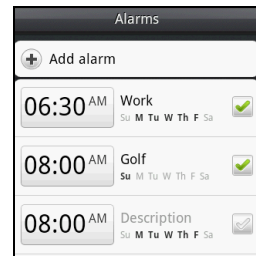 Alarms
Add alarm
06:30 AM Work
Su M Tu W Th F Sa
08:00 AM Golf
Su M Tu W Th F Sa
08:00 AM Description
Su M Tu W Th F Sa